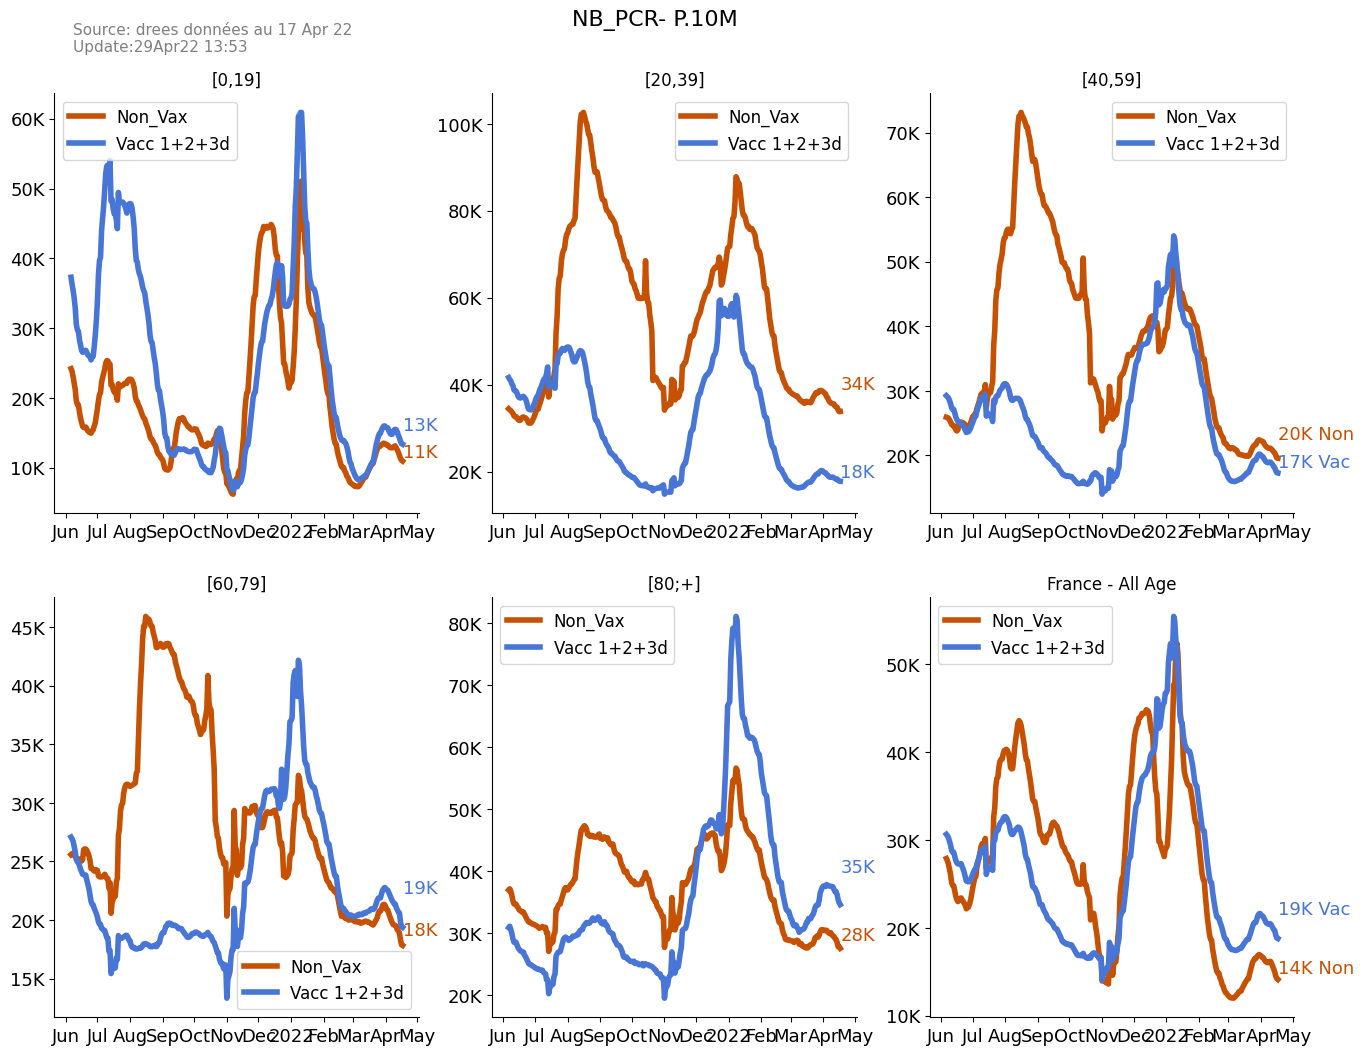 NB_PCR- P.10M
Source: drees données au 17 Apr 22
Update:29Apr22 13:53
[0,19]
Non_Vax
Vacc 1+2+3d
60K
50K
40K
30K
20K
10K
13K
11K
Jun Jul Aug Sep Oct Nov Dec 2022 Feb Mar Apr May
[20,39]
Non_Vax
Vacc 1+2+3d
100K
80K
60K
40K
20K
34K
18K
Jun Jul Aug Sep Oct Nov Dec 2022 Feb Mar Apr May
[40,59]
Non_Vax
Vacc 1+2+3d
70K
60K
50K
40K
30K
20K
20K Non
17K Vac
Jun Jul Aug Sep Oct Nov Dec 2022 Feb Mar Apr May
[60,79]
45K
40K
35K
30K
25K
20K
15K
19K
18K
Non_Vax
Vacc 1+2+3d
Jun Jul Aug Sep Oct Nov Dec 2022 Feb Mar Apr May
[80;+]
Non_Vax
Vacc 1+2+3d
80K
70K
60K
50K
40K
30K
20K
35K
28K
Jun Jul Aug Sep Oct Nov Dec 2022 Feb Mar Apr May
France - All Age
Non_Vax
Vacc 1+2+3d
50K
40K
30K
20K
10K
19K Vac
14K Non
Jun Jul Aug Sep Oct Nov Dec 2022 Feb Mar Apr May